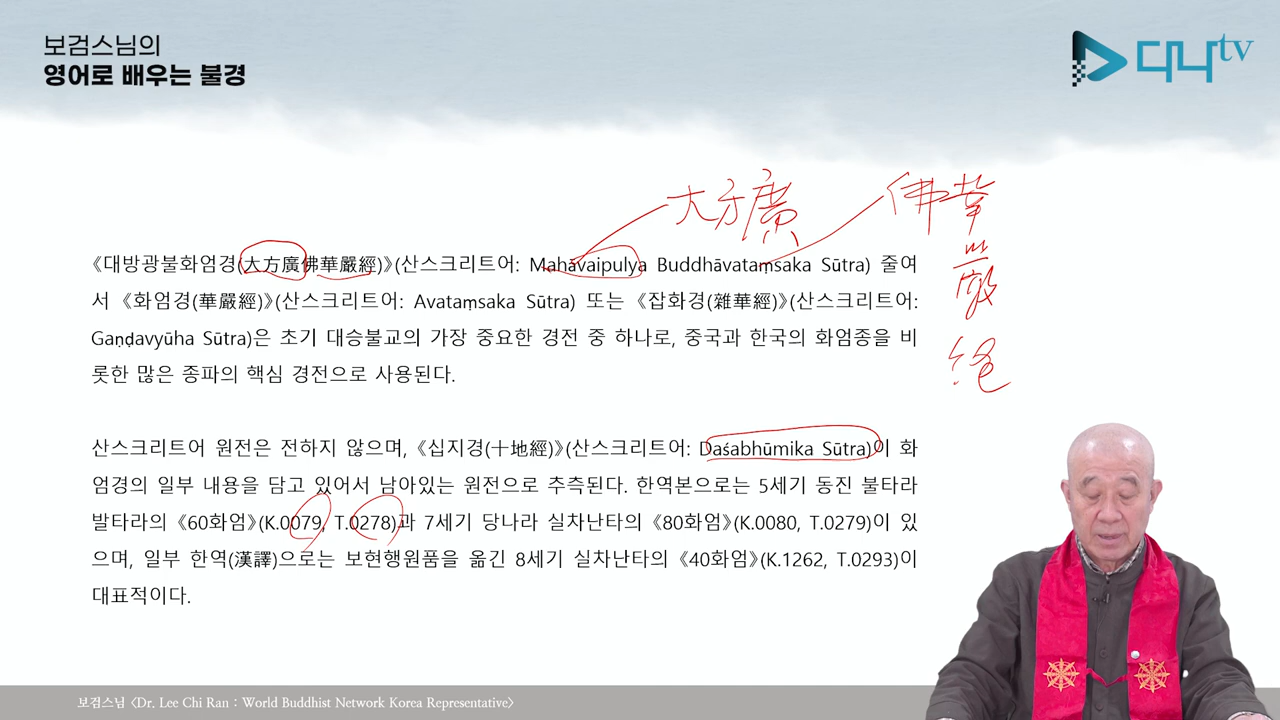 보검스님의
영어로 배우는 불경
다나tv
大方廣
佛華
嚴
經
《대방광불화엄경(大方廣佛華嚴經)》(산스크리트어: Mahāvaipulya Buddhāvataṃsaka Sūtra) 줄여
서 《화엄경(華嚴經)》(산스크리트어: Avataṃsaka Sūtra) 또는 《잡화경(雜華經)》(산스크리트어:
Gaṇḍavyūha Sūtra)은 초기 대승불교의 가장 중요한 경전 중 하나로, 중국과 한국의 화엄종을 비
롯한 많은 종파의 핵심 경전으로 사용된다.
산스크리트어 원전은 전하지 않으며, 《십지경(十地經)》(산스크리트어: Daśabhūmika Sūtra)이 화
엄경의 일부 내용을 담고 있어서 남아있는 원전으로 추측된다. 한역본으로는 5세기 동진 불타라
발타라의 《60화엄》(K.0079, T.0278)과 7세기 당나라 실차난타의 《80화엄》(K.0080, T.0279)이 있
으며, 일부 한역(漢譯)으로는 보현행원품을 옮긴 8세기 실차난타의 《40화엄》(K.1262, T.0293)이
대표적이다.
보검스님 <Dr. Lee Chi Ran : World Buddhist Network Korea Representative>